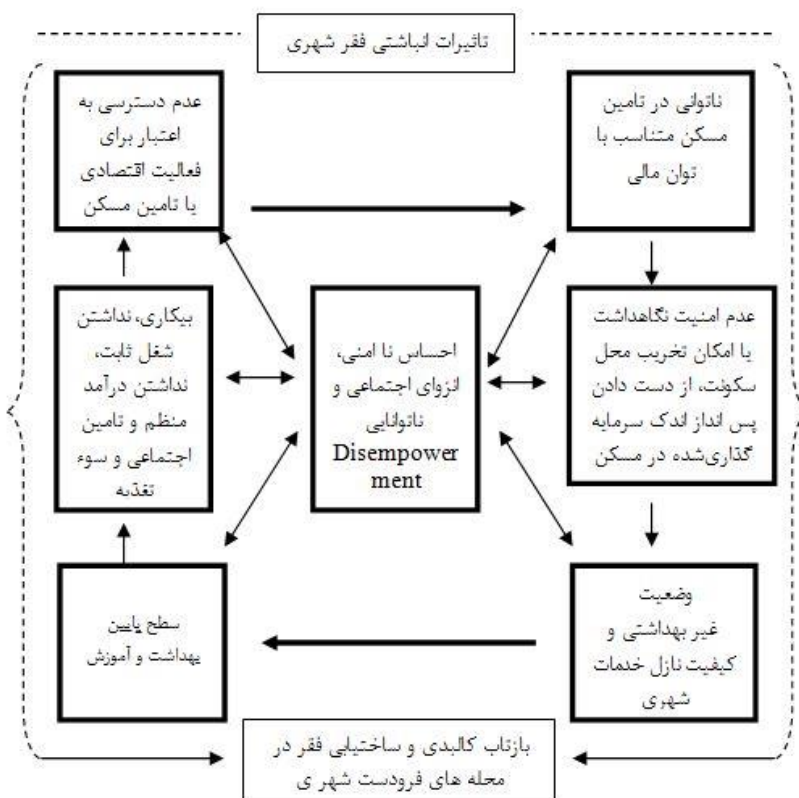 تاثیرات انباشتی فقر شهری
ناتوانی در تامین
مسکن متناسب با
توان مالی
عدم دسترسی به
اعتبار برای
فعالیت اقتصادی
یا تامین مسکن
عدم امنیت نگاهداشت
یا امکان تخریب محل
سکونت، از دست دادن
پس انداز اندک سرمایه
گذاری‌شده در مسکن
احساس نا امنی،
انزوای اجتماعی و
ناتوانایی
Disempower
ment
بیکاری، نداشتن
شغل ثابت،
نداشتن درآمد
منظم و تامین
اجتماعی و سوء
تغذیه
وضعیت
غیر بهداشتی و
کیفیت نازل خدمات
شهری
سطح پایین
بهداشت و آموزش
بازتاب کالبدی و ساختیابی فقر در
محله های فرودست شهر ی